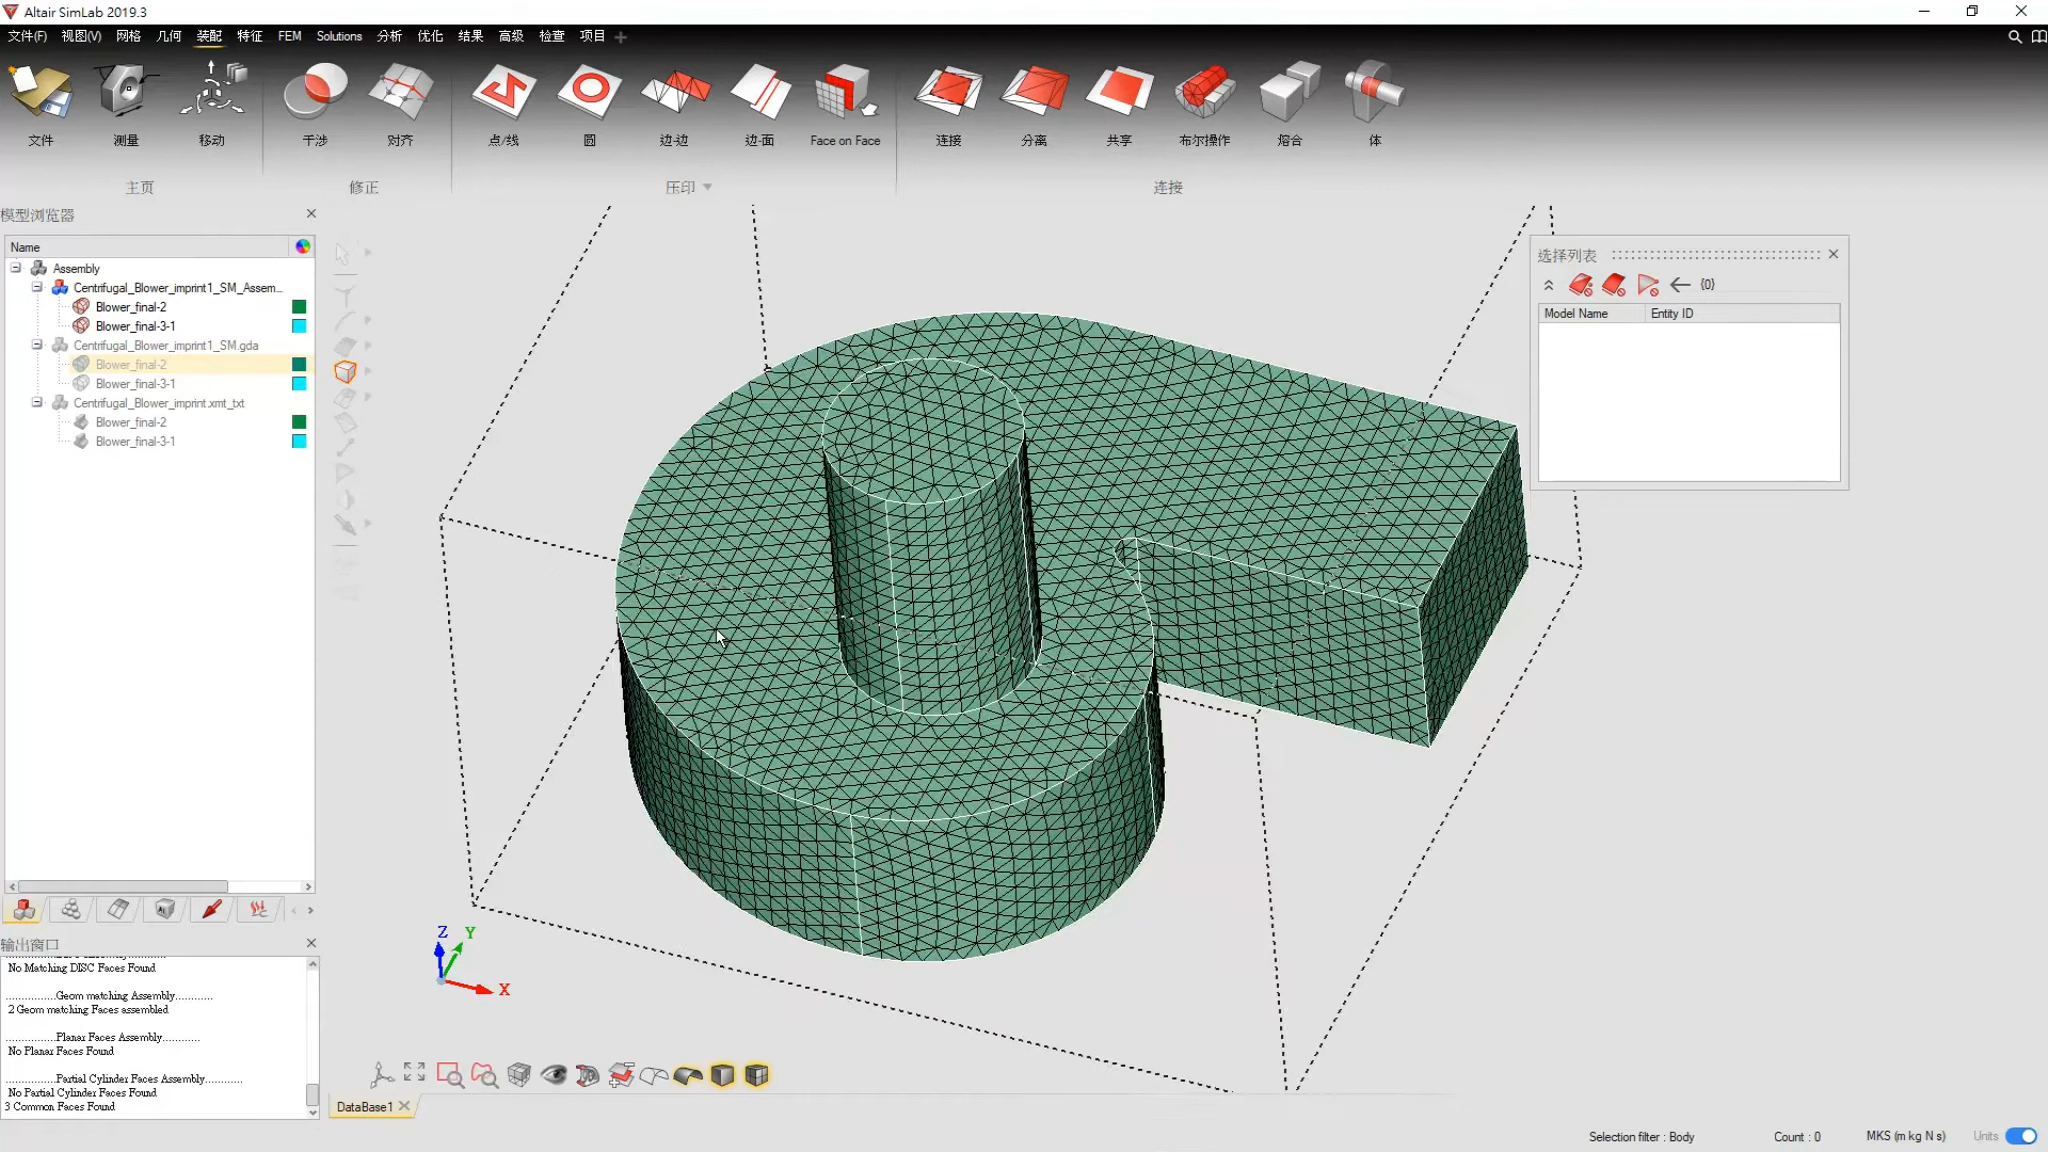 Altair SimLab 2019.3
文件(F) 视图(V) 网格 几何 装配 特征 FEM Solutions 分析 优化 结果 高级 检查 项目
文件 测量 移动 干涉 对齐 点/线 圆 边-边 边-面 Face on Face 连接 分离 共享 布尔操作 熔合 体
主页 修正 压印 连接
模型浏览器
Name
Assembly
Centrifugal_Blower_imprint1_SM_Assem...
Blower_final-2
Blower_final-3-1
Centrifugal_Blower_imprint1_SM.gda
Blower_final-2
Blower_final-3-1
Centrifugal_Blower_imprint.xmt_txt
Blower_final-2
Blower_final-3-1
选择列表
{0}
Model Name Entity ID
Z Y X
输出窗口
No Matching DISC Faces Found
...............Geom matching Assembly............
2 Geom matching Faces assembled
...............Planar Faces Assembly............
No Planar Faces Found
...............Partial Cylinder Faces Assembly............
No Partial Cylinder Faces Found
3 Common Faces Found
DataBase1
Selection filter : Body Count : 0 MKS (m kg N s) Units